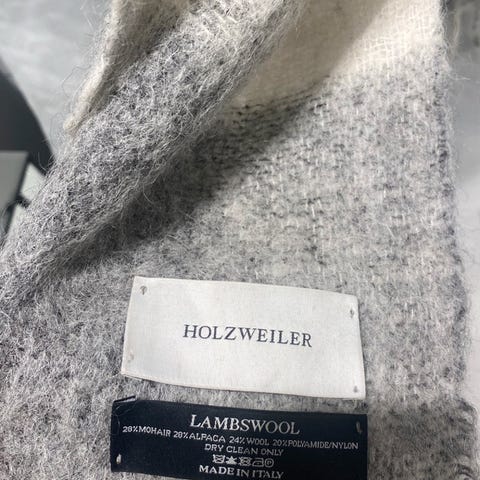 HOLZWEILER
LAMBSWOOL
28%MOHAIR 28%ALPACA 24%WOOL 20%POLYAMIDE/NYLON
DRY CLEAN ONLY
MADE IN ITALY